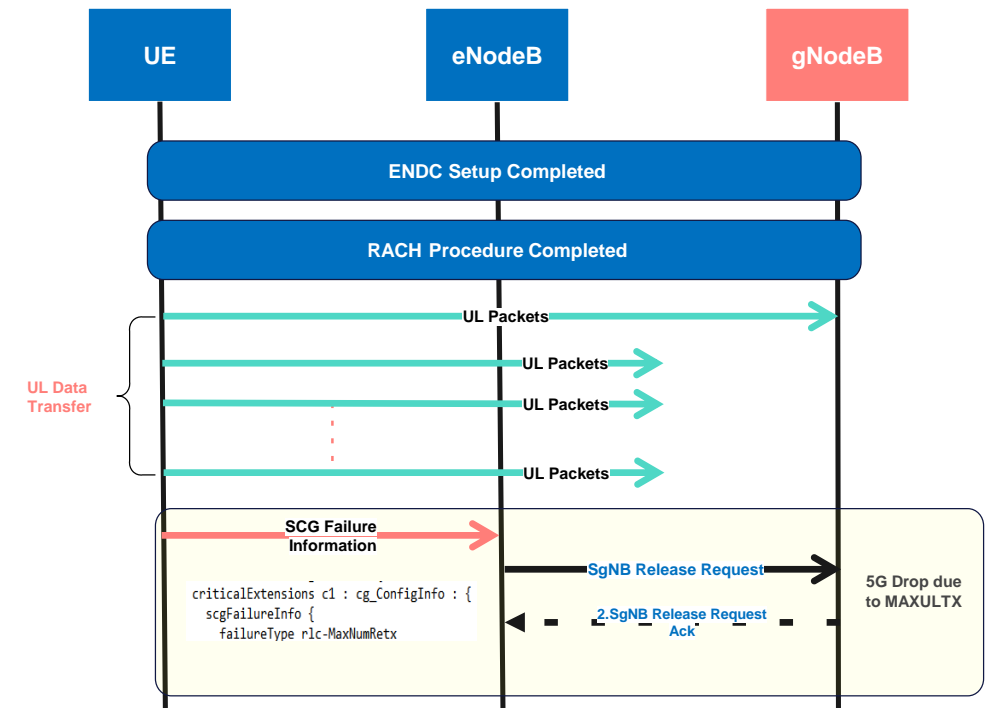 UE
eNodeB
gNodeB
ENDC Setup Completed
RACH Procedure Completed
UL Packets
UL Packets
UL Data
Transfer
UL Packets
UL Packets
SCG Failure
Information
SgNB Release Request
criticalExtensions c1 : cg_ConfigInfo : {
scgFailureInfo {
failureType rlc-MaxNumRetx
2.SgNB Release Request
Ack
5G Drop due
to MAXULTX